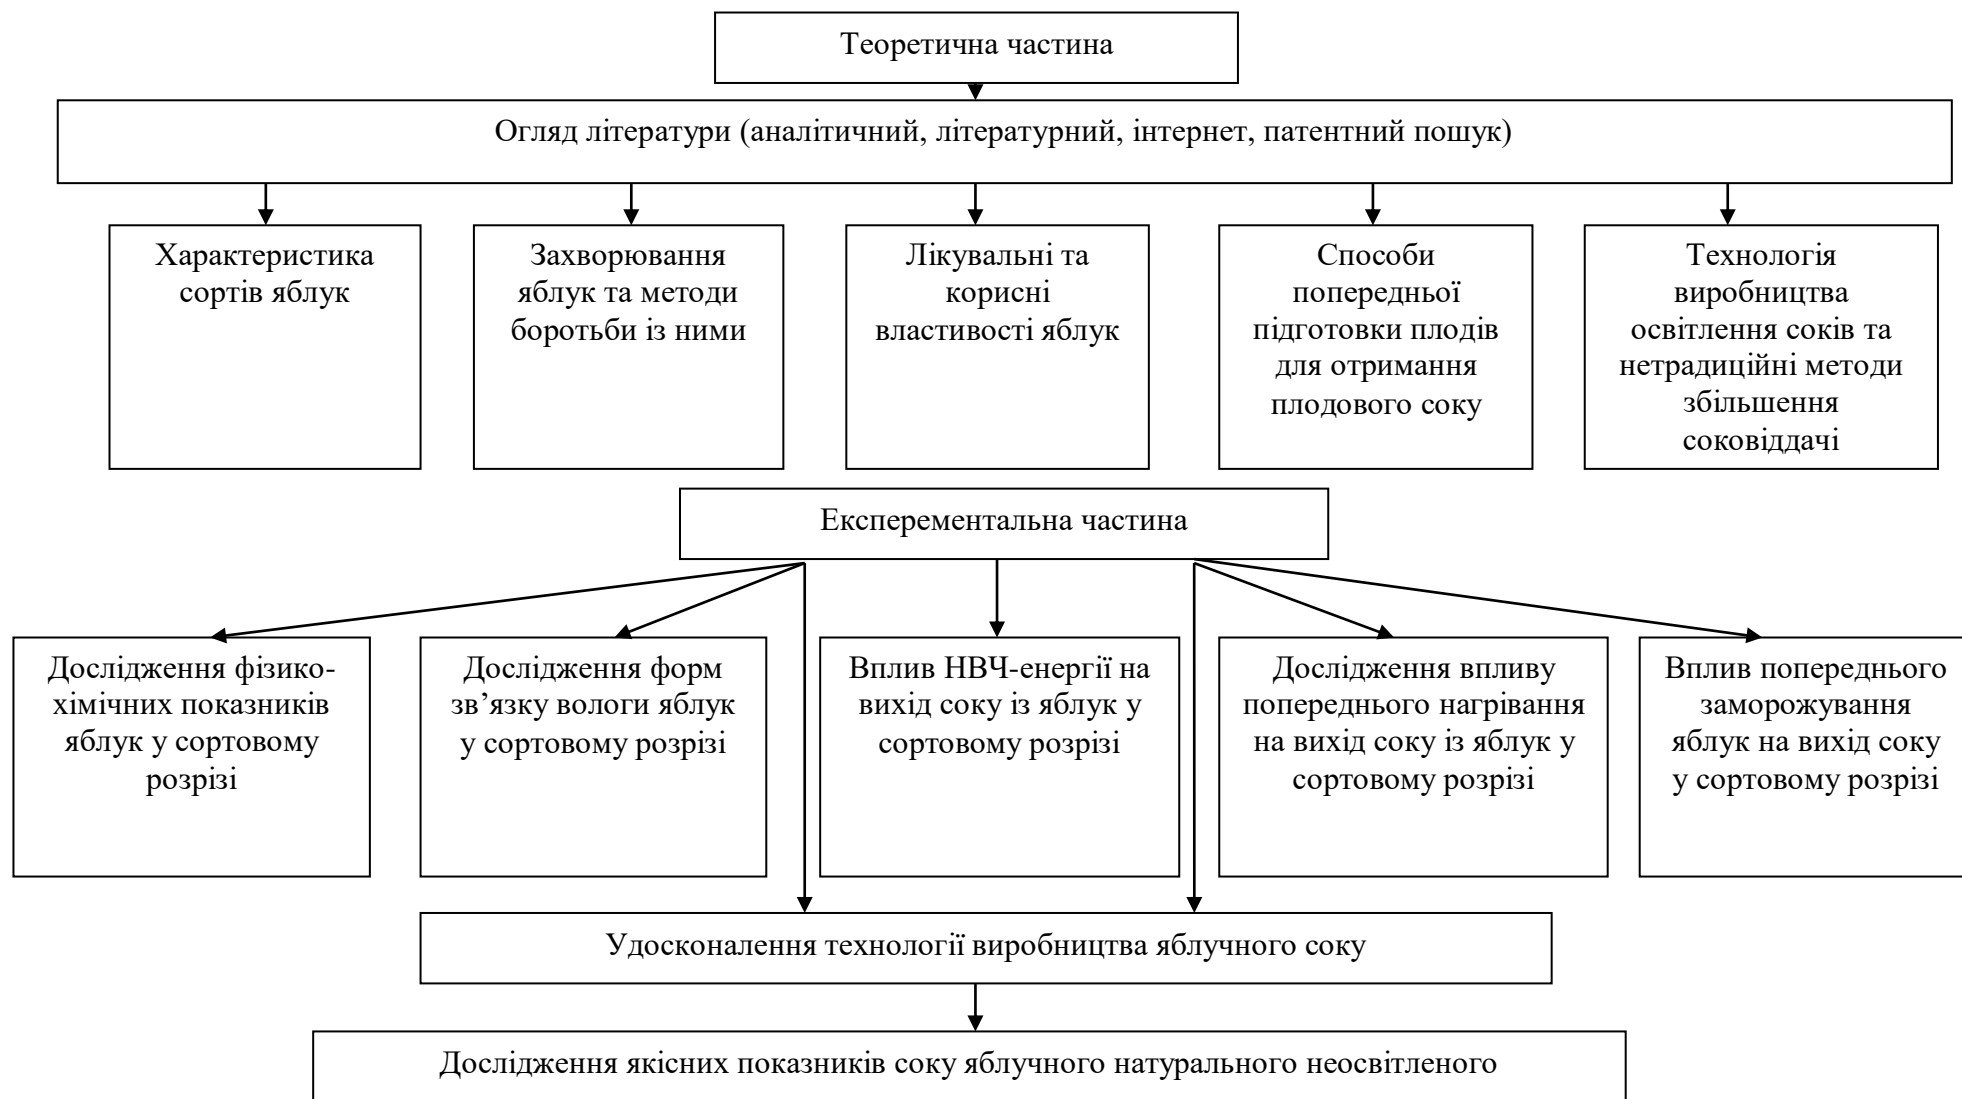 Теоретична частина
Огляд літератури (аналітичний, літературний, інтернет, патентний пошук)
Характеристика
сортів яблук
Захворювання
яблук та методи
боротьби із ними
Лікувальні та
корисні
властивості яблук
Способи
попередньої
підготовки плодів
для отримання
плодового соку
Технологія
виробництва
освітлення соків та
нетрадиційні методи
збільшення
соковіддачі
Експерементальна частина
Дослідження фізико-
хімічних показників
яблук у сортовому
розрізі
Дослідження форм
зв’язку вологи яблук
у сортовому розрізі
Вплив НВЧ-енергії на
вихід соку із яблук у
сортовому розрізі
Дослідження впливу
попереднього нагрівання
на вихід соку із яблук у
сортовому розрізі
Вплив попереднього
заморожування
яблук на вихід соку
у сортовому розрізі
Удосконалення технології виробництва яблучного соку
Дослідження якісних показників соку яблучного натурального неосвітленого